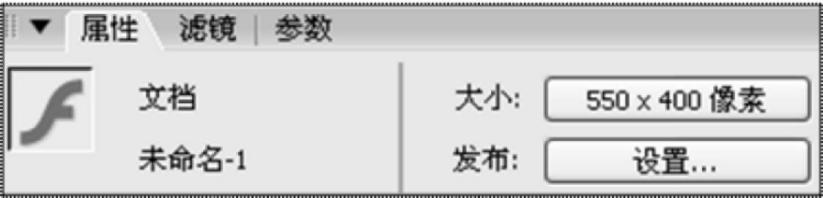 属性 滤镜 参数
文档 大小: 550 x 400 像素
未命名-1 发布: 设置...